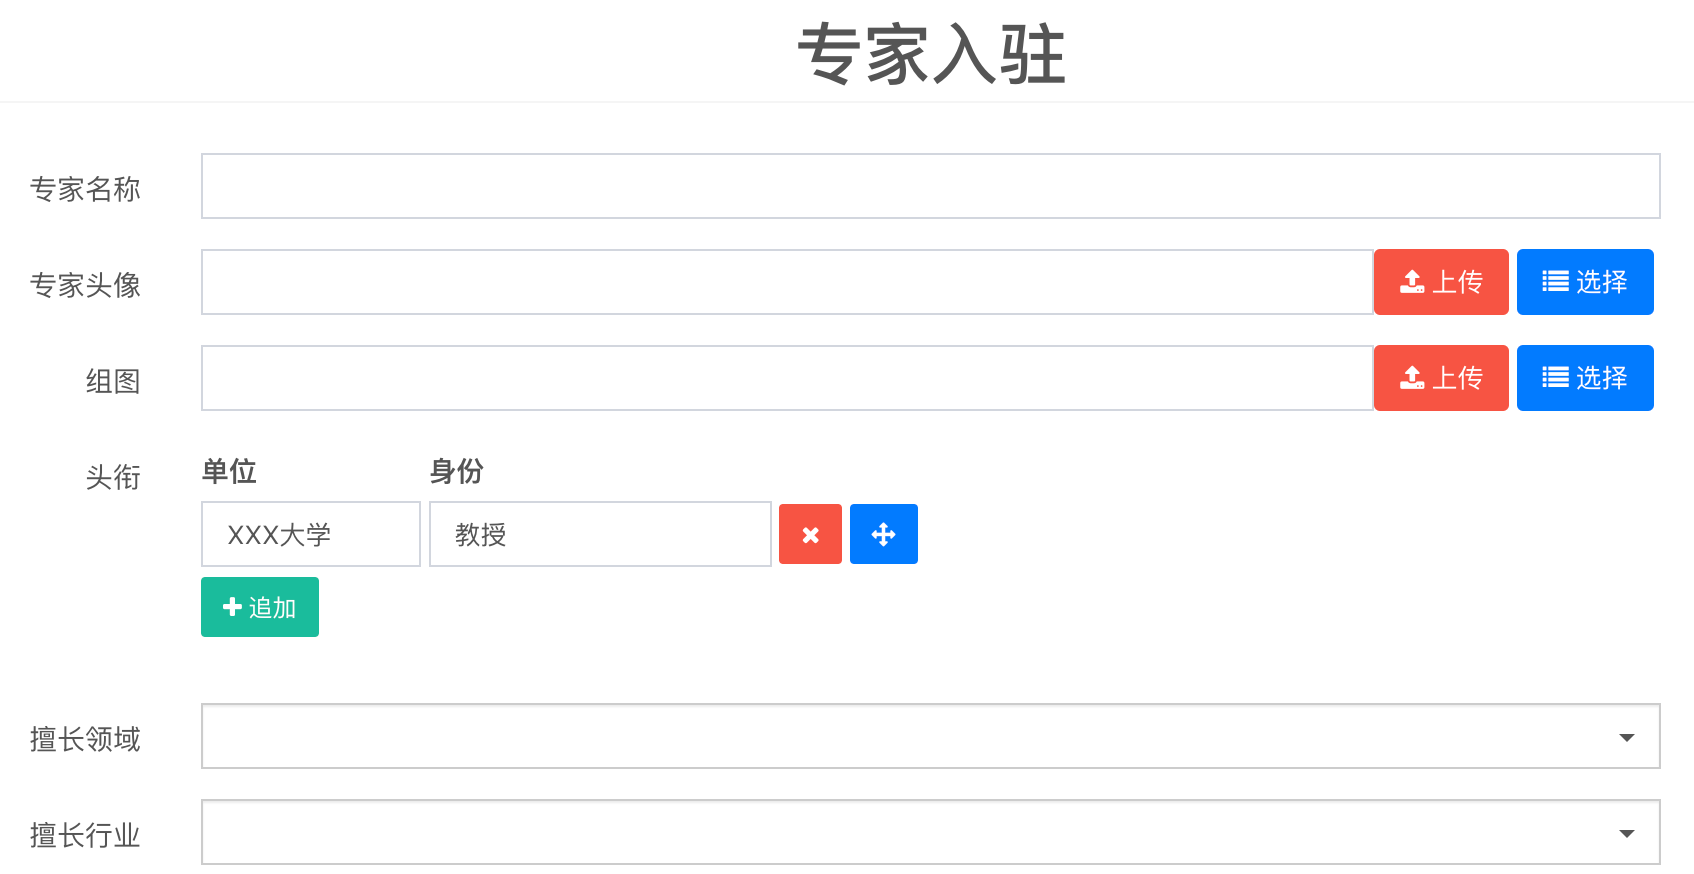 专家入驻
专家名称
专家头像 上传 选择
组图 上传 选择
头衔 单位 身份
XXX大学 教授
追加
擅长领域
擅长行业